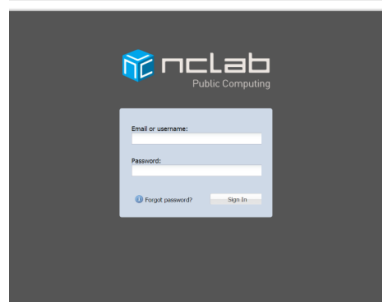 nclab
Public Computing
Email or username:
Password:
Forgot password?
Sign In